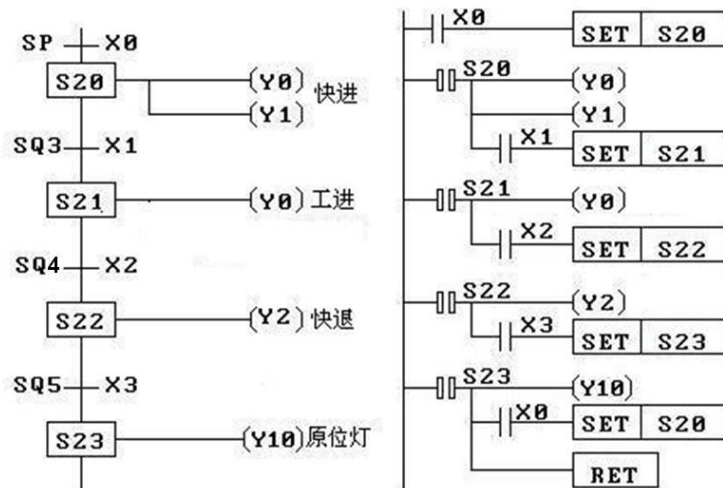 SP X0
S20 (Y0) 快进
(Y1)
SQ3 X1
S21 (Y0) 工进
SQ4 X2
S22 (Y2) 快退
SQ5 X3
S23 (Y10) 原位灯
X0 SET S20
S20 (Y0)
(Y1)
X1 SET S21
S21 (Y0)
X2 SET S22
S22 (Y2)
X3 SET S23
S23 (Y10)
X0 SET S20
RET